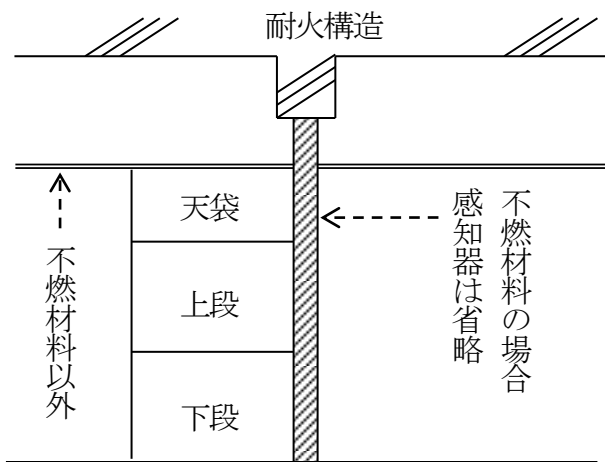 耐火構造
天袋
上段
下段
不燃材料以外
不燃材料の場合
感知器は省略